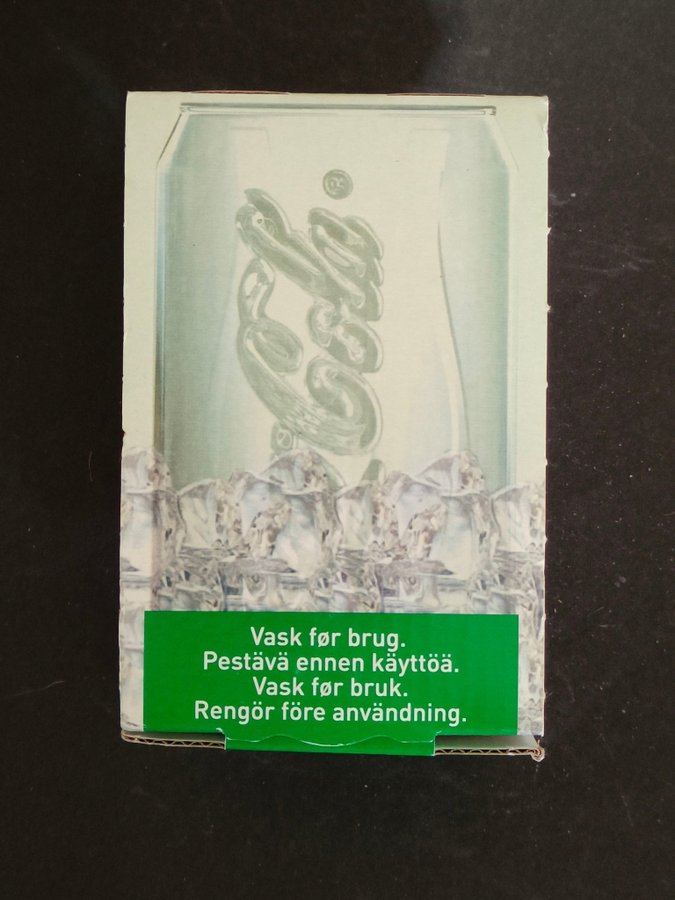 Vask før brug.
Pestävä ennen käyttöä.
Vask før bruk.
Rengör före användning.